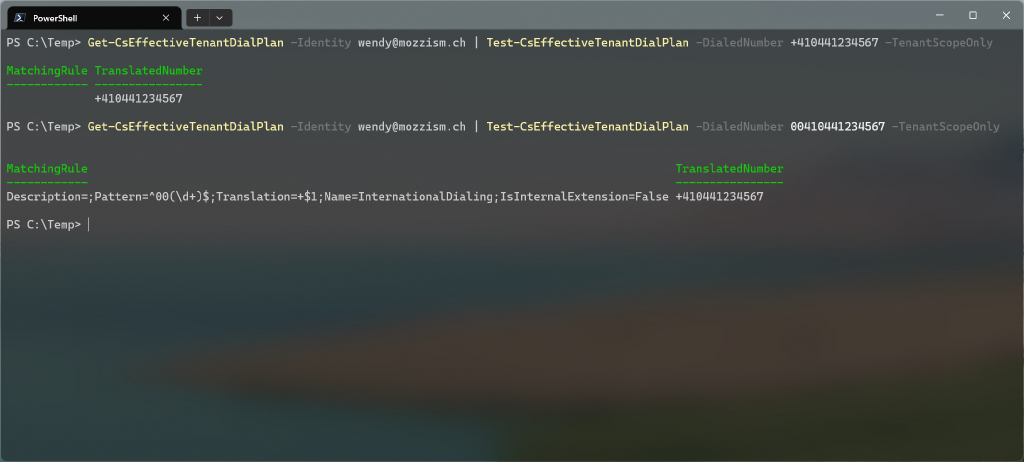 PowerShell
PS C:\Temp> Get-CsEffectiveTenantDialPlan -Identity wendy@mozzism.ch | Test-CsEffectiveTenantDialPlan -DialedNumber +410441234567 -TenantScopeOnly
MatchingRule TranslatedNumber
------------ ----------------
+410441234567
PS C:\Temp> Get-CsEffectiveTenantDialPlan -Identity wendy@mozzism.ch | Test-CsEffectiveTenantDialPlan -DialedNumber 00410441234567 -TenantScopeOnly
MatchingRule TranslatedNumber
------------ ----------------
Description=;Pattern=^00(\d+)$;Translation=+$1;Name=InternationalDialing;IsInternalExtension=False +410441234567
PS C:\Temp>